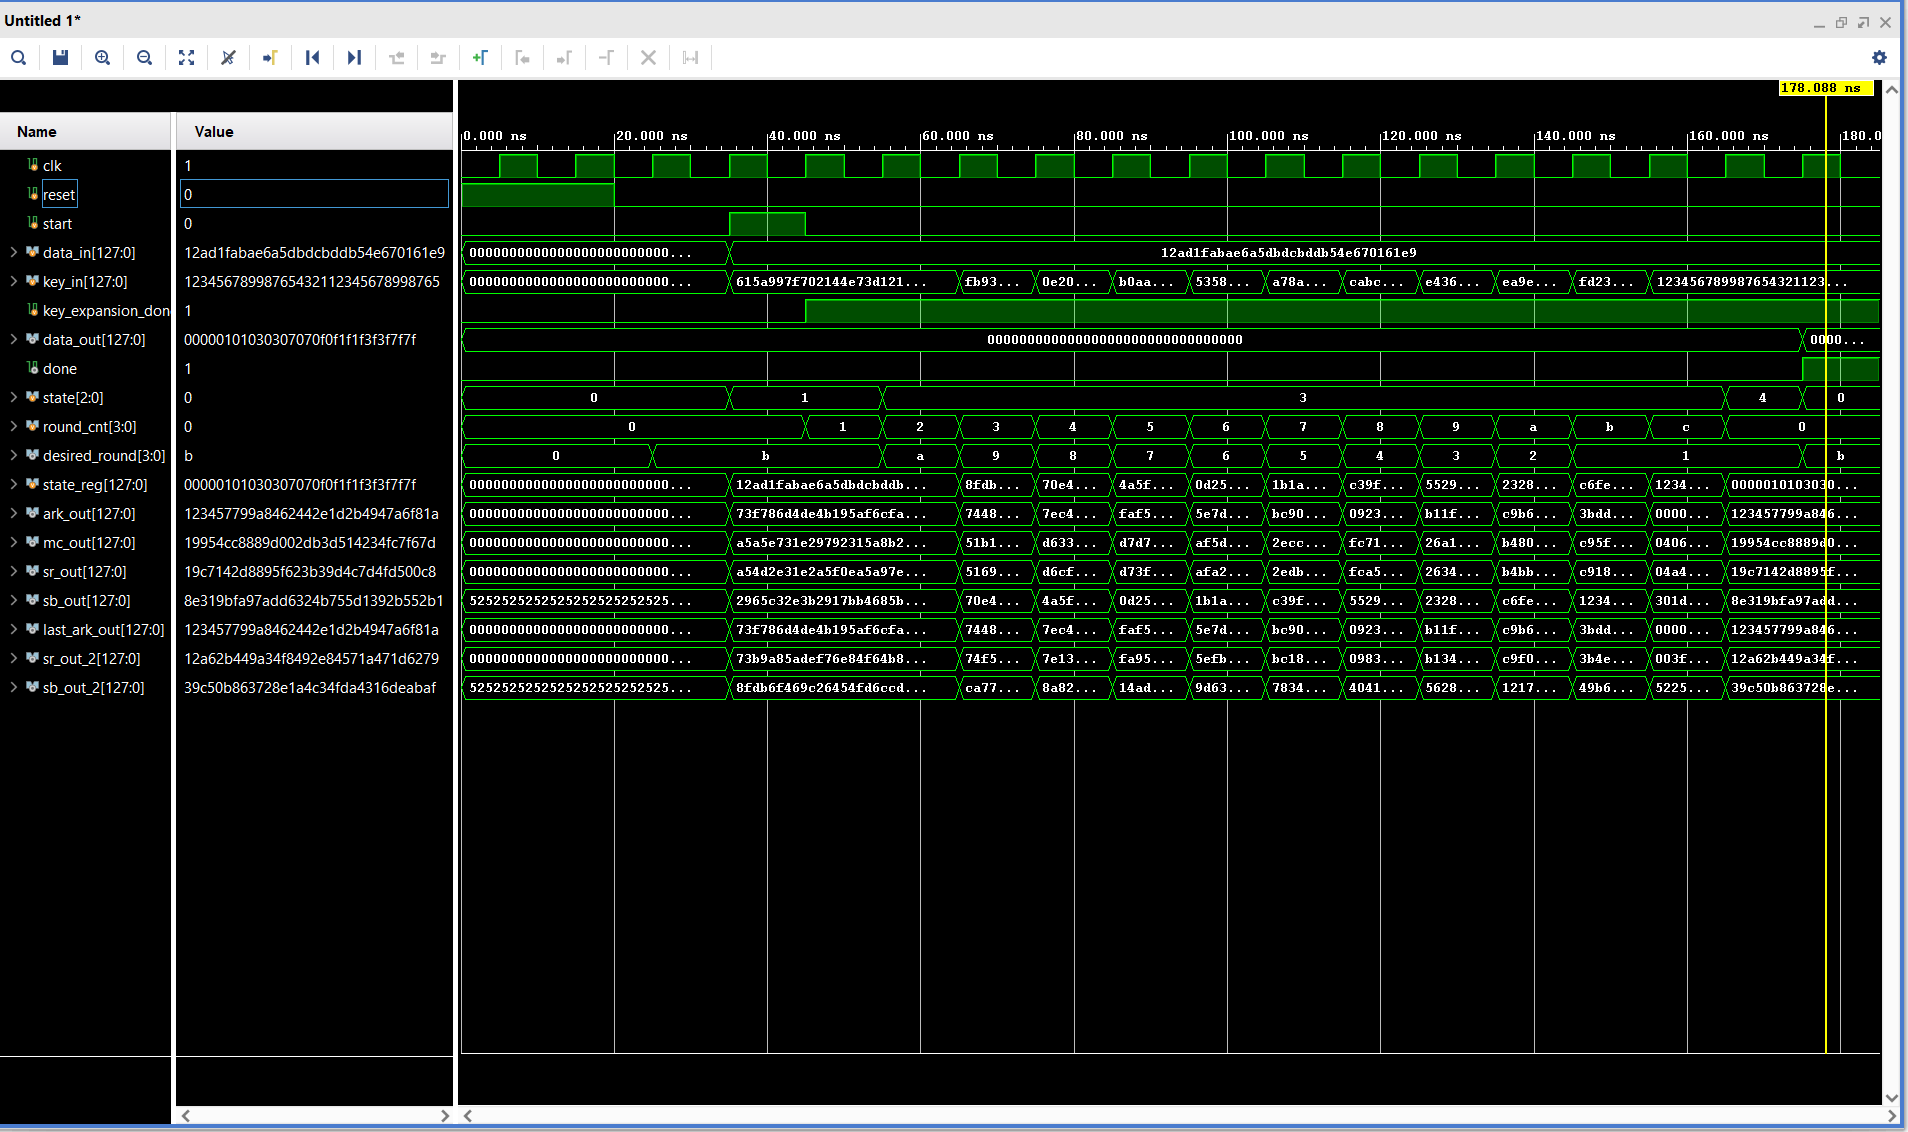 Untitled 1*
178.088 ns
Name Value
0.000 ns 20.000 ns 40.000 ns 60.000 ns 80.000 ns 100.000 ns 120.000 ns 140.000 ns 160.000 ns 180.0
clk 1
reset 0
start 0
data_in[127:0] 12ad1fabae6a5dbdcbddb54e670161e9 0000000000000000000000000... 12ad1fabae6a5dbdcbddb54e670161e9
key_in[127:0] 12345678998765432112345678998765 0000000000000000000000000... 615a997f702144e73d121... fb93... 0e20... b0aa... 5358... a78a... cabc... e436... ea9e... fd23... 123456789987654321123...
key_expansion_don 1
data_out[127:0] 00000101030307070f0f1f1f3f3f7f7f 00000000000000000000000000000000 0000...
done 1
state[2:0] 0 0 1 3 4 0
round_cnt[3:0] 0 0 1 2 3 4 5 6 7 8 9 a b c 0
desired_round[3:0] b 0 b a 9 8 7 6 5 4 3 2 1 b
state_reg[127:0] 00000101030307070f0f1f1f3f3f7f7f 0000000000000000000000000... 12ad1fabae6a5dbdcbddb... 8fdb... 70e4... 4a5f... 0d25... 1b1a... c39f... 5529... 2328... c6fe... 1234... 0000010103030...
ark_out[127:0] 123457799a8462442e1d2b4947a6f81a 0000000000000000000000000... 73f786d4de4b195af6cfa... 7448... 7ec4... faf5... 5e7d... bc90... 0923... b11f... c9b6... 3bdd... 0000... 123457799a846...
mc_out[127:0] 19954cc8889d002db3d514234fc7f67d 0000000000000000000000000... a5a5e731e29792315a8b2... 51b1... d633... d7d7... af5d... 2ecc... fc71... 26a1... b480... c95f... 0406... 19954cc8889d0...
sr_out[127:0] 19c7142d8895f623b39d4c7d4fd500c8 0000000000000000000000000... a54d2e31e2a5f0ea5a97e... 5169... d6cf... d73f... afa2... 2edb... fca5... 2634... b4bb... c918... 04a4... 19c7142d8895f...
sb_out[127:0] 8e319bfa97add6324b755d1392b552b1 5252525252525252525252525... 2965c32e3b2917bb4685b... 70e4... 4a5f... 0d25... 1b1a... c39f... 5529... 2328... c6fe... 1234... 301d... 8e319bfa97add...
last_ark_out[127:0] 123457799a8462442e1d2b4947a6f81a 0000000000000000000000000... 73f786d4de4b195af6cfa... 7448... 7ec4... faf5... 5e7d... bc90... 0923... b11f... c9b6... 3bdd... 0000... 123457799a846...
sr_out_2[127:0] 12a62b449a34f8492e84571a471d6279 0000000000000000000000000... 73b9a85adef76e84f64b8... 74f5... 7e13... fa95... 5efb... bc18... 0983... b134... c9f0... 3b4e... 003f... 12a62b449a34f...
sb_out_2[127:0] 39c50b863728e1a4c34fda4316deabaf 5252525252525252525252525... 8fdb6f469c26454fd6ccd... ca77... 8a82... 14ad... 9d63... 7834... 4041... 5628... 1217... 49b6... 5225... 39c50b863728e...